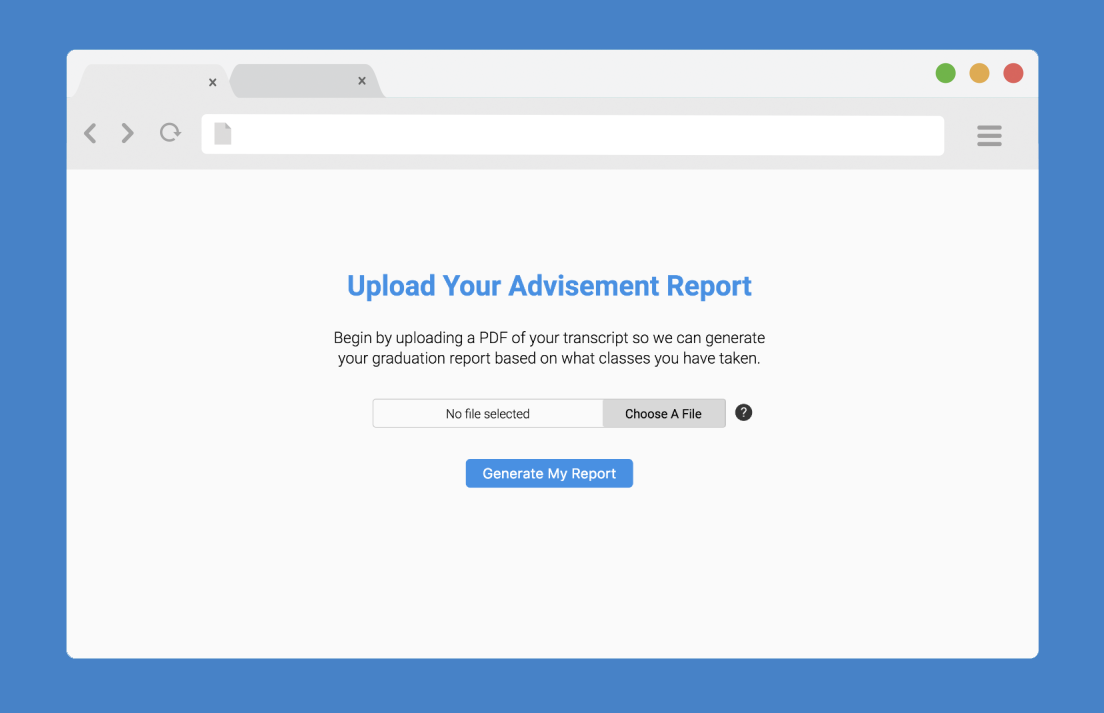 Upload Your Advisement Report
Begin by uploading a PDF of your transcript so we can generate
your graduation report based on what classes you have taken.
No file selected
Choose A File
?
Generate My Report